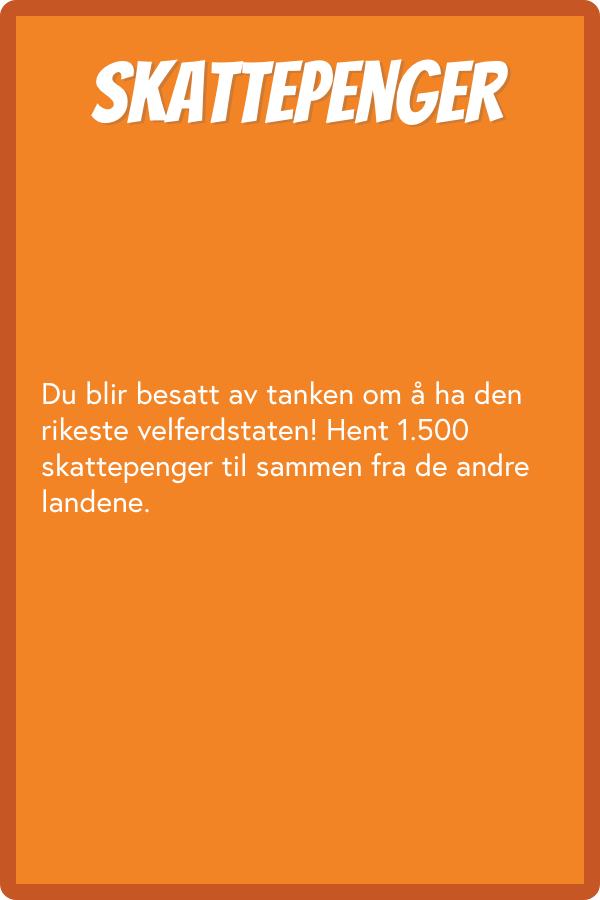 SKATTEPENGER
Du blir besatt av tanken om å ha den
rikeste velferdstaten! Hent 1.500
skattepenger til sammen fra de andre
landene.